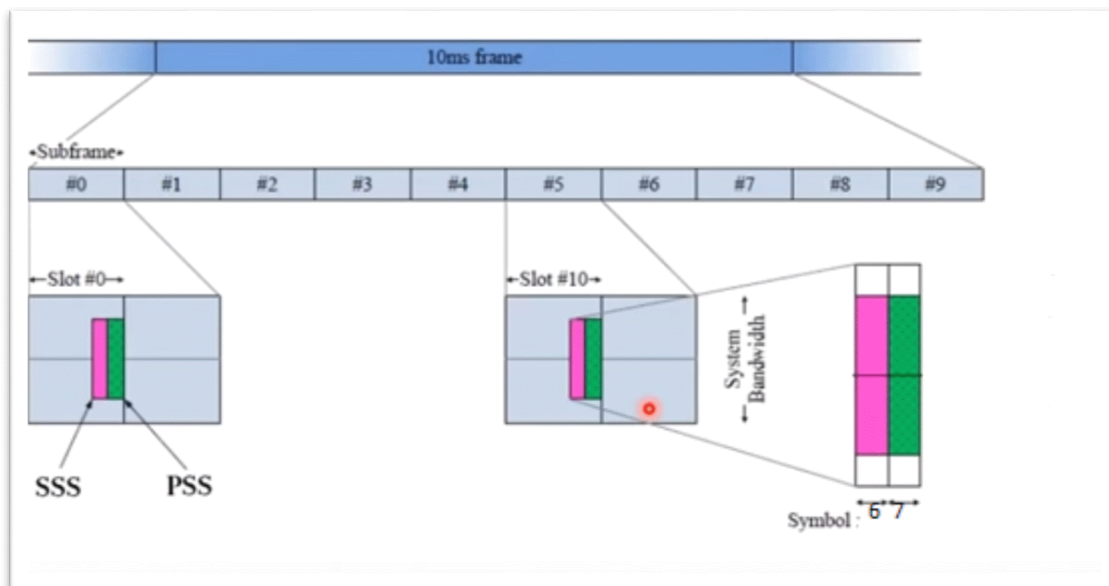 10ms frame
Subframe
#0 #1 #2 #3 #4 #5 #6 #7 #8 #9
Slot #0
Slot #10
System
Bandwidth
SSS
PSS
Symbol : 6 7